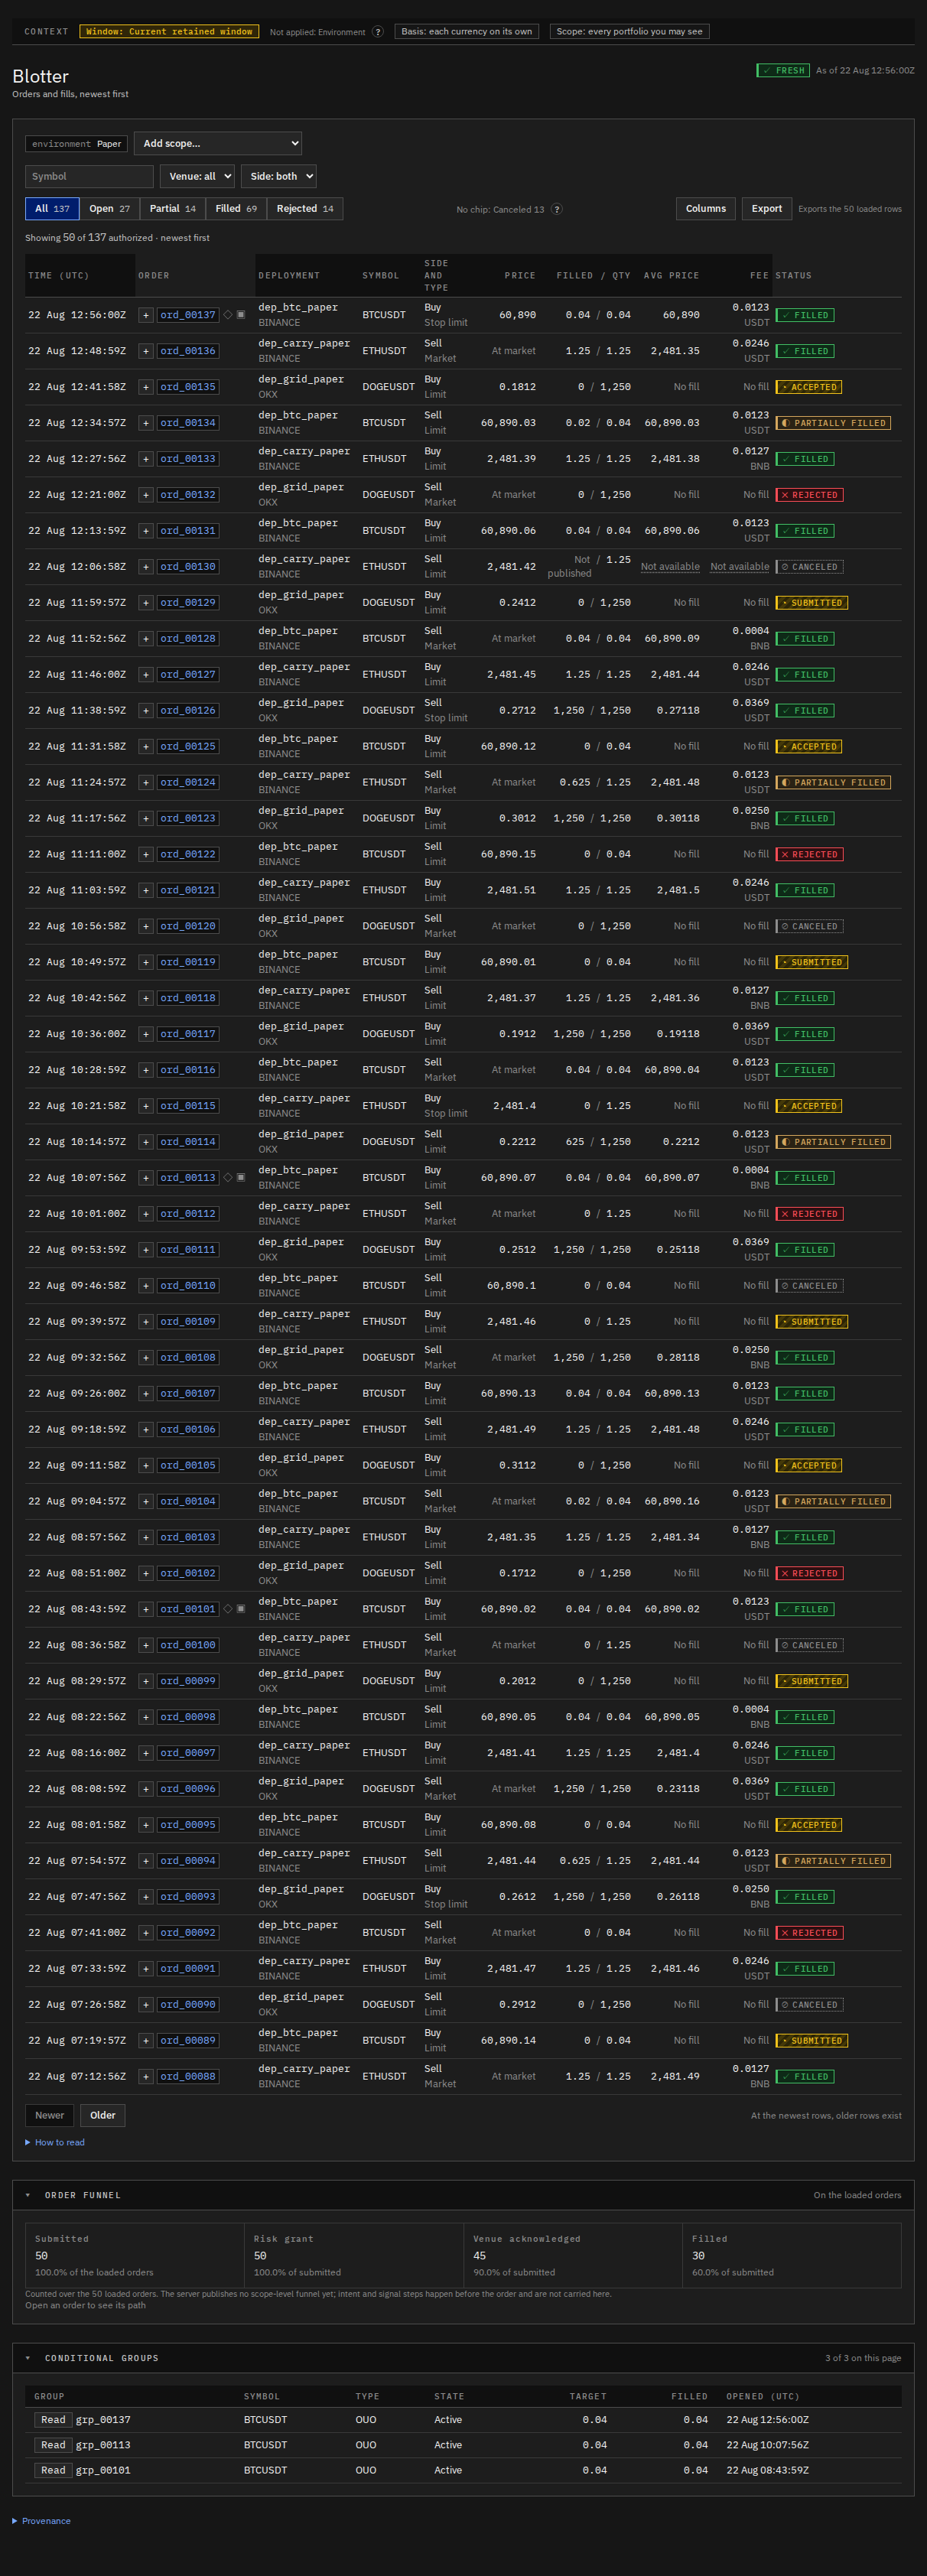 CONTEXT Window: Current retained window Not applied: Environment ? Basis: each currency on its own Scope: every portfolio you may see
Blotter
✓ FRESH As of 22 Aug 12:56:00Z
Orders and fills, newest first
environment Paper Add scope...
Symbol Venue: all Side: both
All 137 Open 27 Partial 14 Filled 69 Rejected 14 No chip: Canceled 13 ? Columns Export Exports the 50 loaded rows
Showing 50 of 137 authorized · newest first
TIME (UTC) ORDER DEPLOYMENT SYMBOL SIDE AND TYPE PRICE FILLED / QTY AVG PRICE FEE STATUS
22 Aug 12:56:00Z + ord_00137 dep_btc_paper BINANCE BTCUSDT Buy Stop limit 60,890 0.04 / 0.04 60,890 0.0123 USDT FILLED
22 Aug 12:48:59Z + ord_00136 dep_carry_paper BINANCE ETHUSDT Sell Market At market 1.25 / 1.25 2,481.35 0.0246 USDT FILLED
22 Aug 12:41:58Z + ord_00135 dep_grid_paper OKX DOGEUSDT Buy Limit 0.1812 0 / 1,250 No fill No fill ACCEPTED
22 Aug 12:34:57Z + ord_00134 dep_btc_paper BINANCE BTCUSDT Sell Limit 60,890.03 0.02 / 0.04 60,890.03 0.0123 USDT PARTIALLY FILLED
22 Aug 12:27:56Z + ord_00133 dep_carry_paper BINANCE ETHUSDT Buy Limit 2,481.39 1.25 / 1.25 2,481.38 0.0127 BNB FILLED
22 Aug 12:21:00Z + ord_00132 dep_grid_paper OKX DOGEUSDT Sell Market At market 0 / 1,250 No fill No fill REJECTED
22 Aug 12:13:59Z + ord_00131 dep_btc_paper BINANCE BTCUSDT Buy Limit 60,890.06 0.04 / 0.04 60,890.06 0.0123 USDT FILLED
22 Aug 12:06:58Z + ord_00130 dep_carry_paper BINANCE ETHUSDT Sell Limit 2,481.42 Not published / 1.25 Not available Not available CANCELED
22 Aug 11:59:57Z + ord_00129 dep_grid_paper OKX DOGEUSDT Buy Limit 0.2412 0 / 1,250 No fill No fill SUBMITTED
22 Aug 11:52:56Z + ord_00128 dep_btc_paper BINANCE BTCUSDT Sell Market At market 0.04 / 0.04 60,890.09 0.0004 BNB FILLED
22 Aug 11:46:00Z + ord_00127 dep_carry_paper BINANCE ETHUSDT Buy Limit 2,481.45 1.25 / 1.25 2,481.44 0.0246 USDT FILLED
22 Aug 11:38:59Z + ord_00126 dep_grid_paper OKX DOGEUSDT Sell Stop limit 0.2712 1,250 / 1,250 0.27118 0.0369 USDT FILLED
22 Aug 11:31:58Z + ord_00125 dep_btc_paper BINANCE BTCUSDT Buy Limit 60,890.12 0 / 0.04 No fill No fill ACCEPTED
22 Aug 11:24:57Z + ord_00124 dep_carry_paper BINANCE ETHUSDT Sell Market At market 0.625 / 1.25 2,481.48 0.0123 USDT PARTIALLY FILLED
22 Aug 11:17:56Z + ord_00123 dep_grid_paper OKX DOGEUSDT Buy Limit 0.3012 1,250 / 1,250 0.30118 0.0250 BNB FILLED
22 Aug 11:11:00Z + ord_00122 dep_btc_paper BINANCE BTCUSDT Sell Limit 60,890.15 0 / 0.04 No fill No fill REJECTED
22 Aug 11:03:59Z + ord_00121 dep_carry_paper BINANCE ETHUSDT Buy Limit 2,481.51 1.25 / 1.25 2,481.5 0.0246 USDT FILLED
22 Aug 10:56:58Z + ord_00120 dep_grid_paper OKX DOGEUSDT Sell Market At market 0 / 1,250 No fill No fill CANCELED
22 Aug 10:49:57Z + ord_00119 dep_btc_paper BINANCE BTCUSDT Buy Limit 60,890.01 0 / 0.04 No fill No fill SUBMITTED
22 Aug 10:42:56Z + ord_00118 dep_carry_paper BINANCE ETHUSDT Sell Limit 2,481.37 1.25 / 1.25 2,481.36 0.0127 BNB FILLED
22 Aug 10:36:00Z + ord_00117 dep_grid_paper OKX DOGEUSDT Buy Limit 0.1912 1,250 / 1,250 0.19118 0.0369 USDT FILLED
22 Aug 10:28:59Z + ord_00116 dep_btc_paper BINANCE BTCUSDT Sell Market At market 0.04 / 0.04 60,890.04 0.0123 USDT FILLED
22 Aug 10:21:58Z + ord_00115 dep_carry_paper BINANCE ETHUSDT Buy Stop limit 2,481.4 0 / 1.25 No fill No fill ACCEPTED
22 Aug 10:14:57Z + ord_00114 dep_grid_paper OKX DOGEUSDT Sell Limit 0.2212 625 / 1,250 0.2212 0.0123 USDT PARTIALLY FILLED
22 Aug 10:07:56Z + ord_00113 dep_btc_paper BINANCE BTCUSDT Buy Limit 60,890.07 0.04 / 0.04 60,890.07 0.0004 BNB FILLED
22 Aug 10:01:00Z + ord_00112 dep_carry_paper BINANCE ETHUSDT Sell Market At market 0 / 1.25 No fill No fill REJECTED
22 Aug 09:53:59Z + ord_00111 dep_grid_paper OKX DOGEUSDT Buy Limit 0.2512 1,250 / 1,250 0.25118 0.0369 USDT FILLED
22 Aug 09:46:58Z + ord_00110 dep_btc_paper BINANCE BTCUSDT Sell Limit 60,890.1 0 / 0.04 No fill No fill CANCELED
22 Aug 09:39:57Z + ord_00109 dep_carry_paper BINANCE ETHUSDT Buy Limit 2,481.46 0 / 1.25 No fill No fill SUBMITTED
22 Aug 09:32:56Z + ord_00108 dep_grid_paper OKX DOGEUSDT Sell Market At market 1,250 / 1,250 0.28118 0.0250 BNB FILLED
22 Aug 09:26:00Z + ord_00107 dep_btc_paper BINANCE BTCUSDT Buy Limit 60,890.13 0.04 / 0.04 60,890.13 0.0123 USDT FILLED
22 Aug 09:18:59Z + ord_00106 dep_carry_paper BINANCE ETHUSDT Sell Limit 2,481.49 1.25 / 1.25 2,481.48 0.0246 USDT FILLED
22 Aug 09:11:58Z + ord_00105 dep_grid_paper OKX DOGEUSDT Buy Limit 0.3112 0 / 1,250 No fill No fill ACCEPTED
22 Aug 09:04:57Z + ord_00104 dep_btc_paper BINANCE BTCUSDT Sell Market At market 0.02 / 0.04 60,890.16 0.0123 USDT PARTIALLY FILLED
22 Aug 08:57:56Z + ord_00103 dep_carry_paper BINANCE ETHUSDT Buy Limit 2,481.35 1.25 / 1.25 2,481.34 0.0127 BNB FILLED
22 Aug 08:51:00Z + ord_00102 dep_grid_paper OKX DOGEUSDT Sell Limit 0.1712 0 / 1,250 No fill No fill REJECTED
22 Aug 08:43:59Z + ord_00101 dep_btc_paper BINANCE BTCUSDT Buy Limit 60,890.02 0.04 / 0.04 60,890.02 0.0123 USDT FILLED
22 Aug 08:36:58Z + ord_00100 dep_carry_paper BINANCE ETHUSDT Sell Market At market 0 / 1.25 No fill No fill CANCELED
22 Aug 08:29:57Z + ord_00099 dep_grid_paper OKX DOGEUSDT Buy Limit 0.2012 0 / 1,250 No fill No fill SUBMITTED
22 Aug 08:22:56Z + ord_00098 dep_btc_paper BINANCE BTCUSDT Sell Limit 60,890.05 0.04 / 0.04 60,890.05 0.0004 BNB FILLED
22 Aug 08:16:00Z + ord_00097 dep_carry_paper BINANCE ETHUSDT Buy Limit 2,481.41 1.25 / 1.25 2,481.4 0.0246 USDT FILLED
22 Aug 08:08:59Z + ord_00096 dep_grid_paper OKX DOGEUSDT Sell Market At market 1,250 / 1,250 0.23118 0.0369 USDT FILLED
22 Aug 08:01:58Z + ord_00095 dep_btc_paper BINANCE BTCUSDT Buy Limit 60,890.08 0 / 0.04 No fill No fill ACCEPTED
22 Aug 07:54:57Z + ord_00094 dep_carry_paper BINANCE ETHUSDT Sell Limit 2,481.44 0.625 / 1.25 2,481.44 0.0123 USDT PARTIALLY FILLED
22 Aug 07:47:56Z + ord_00093 dep_grid_paper OKX DOGEUSDT Buy Stop limit 0.2612 1,250 / 1,250 0.26118 0.0250 BNB FILLED
22 Aug 07:41:00Z + ord_00092 dep_btc_paper BINANCE BTCUSDT Sell Market At market 0 / 0.04 No fill No fill REJECTED
22 Aug 07:33:59Z + ord_00091 dep_carry_paper BINANCE ETHUSDT Buy Limit 2,481.47 1.25 / 1.25 2,481.46 0.0246 USDT FILLED
22 Aug 07:26:58Z + ord_00090 dep_grid_paper OKX DOGEUSDT Sell Limit 0.2912 0 / 1,250 No fill No fill CANCELED
22 Aug 07:19:57Z + ord_00089 dep_btc_paper BINANCE BTCUSDT Buy Limit 60,890.14 0 / 0.04 No fill No fill SUBMITTED
22 Aug 07:12:56Z + ord_00088 dep_carry_paper BINANCE ETHUSDT Sell Market At market 1.25 / 1.25 2,481.49 0.0127 BNB FILLED
Newer Older At the newest rows, older rows exist
How to read
ORDER FUNNEL On the loaded orders
Submitted Risk grant Venue acknowledged Filled
50 50 45 30
100.0% of the loaded orders 100.0% of submitted 90.0% of submitted 60.0% of submitted
Counted over the 50 loaded orders. The server publishes no scope-level funnel yet; intent and signal steps happen before the order and are not carried here.
Open an order to see its path
CONDITIONAL GROUPS 3 of 3 on this page
GROUP SYMBOL TYPE STATE TARGET FILLED OPENED (UTC)
Read grp_00137 BTCUSDT OUO Active 0.04 0.04 22 Aug 12:56:00Z
Read grp_00113 BTCUSDT OUO Active 0.04 0.04 22 Aug 10:07:56Z
Read grp_00101 BTCUSDT OUO Active 0.04 0.04 22 Aug 08:43:59Z
Provenance